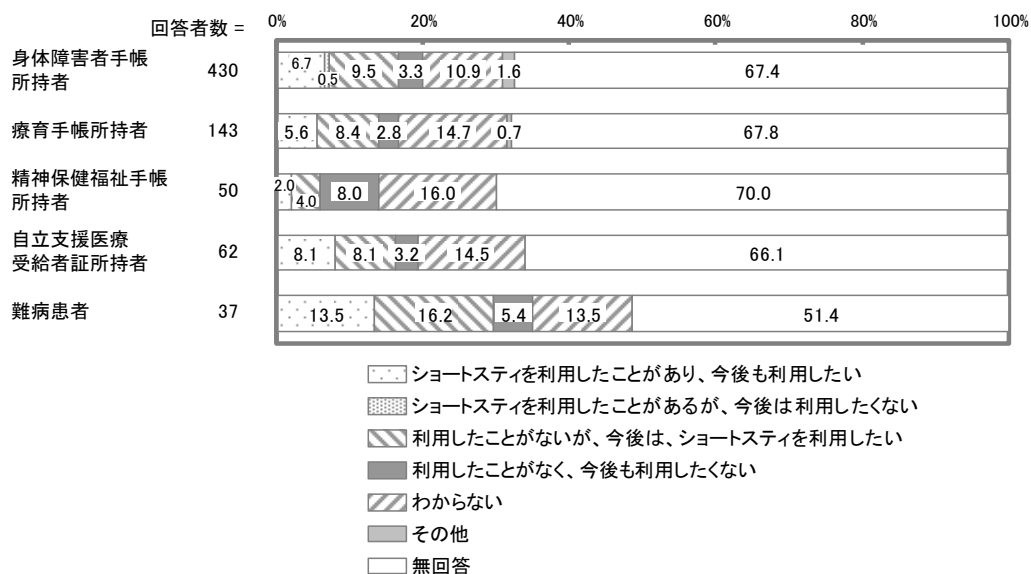 回答者数 = 0% 20% 40% 60% 80% 100%
身体障害者手帳
所持者 430 6.7 0.5 9.5 3.3 10.9 1.6 67.4
療育手帳所持者 143 5.6 8.4 2.8 14.7 0.7 67.8
精神保健福祉手帳
所持者 50 2.0 4.0 8.0 16.0 70.0
自立支援医療
受給者証所持者 62 8.1 8.1 3.2 14.5 66.1
難病患者 37 13.5 16.2 5.4 13.5 51.4
ショートスティを利用したことがあり、今後も利用したい
ショートスティを利用したことがあるが、今後は利用したくない
利用したことがないが、今後は、ショートスティを利用したい
利用したことがなく、今後も利用したくない
わからない
その他
無回答